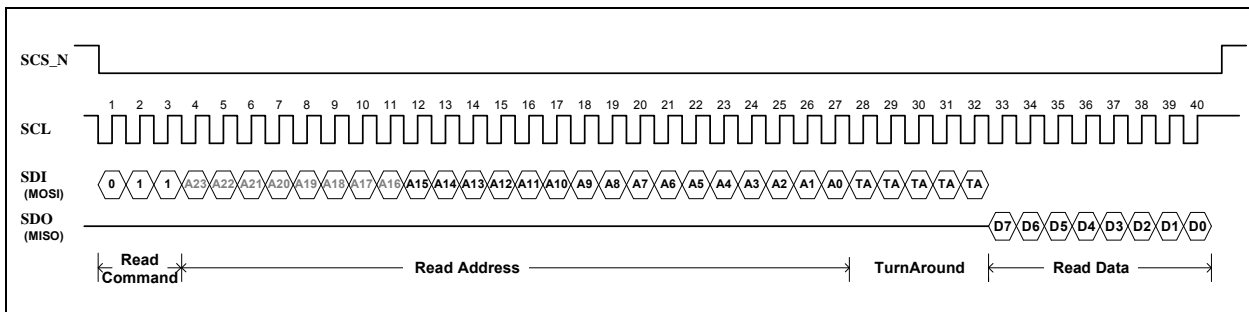 SCS_N
1 2 3 4 5 6 7 8 9 10 11 12 13 14 15 16 17 18 19 20 21 22 23 24 25 26 27 28 29 30 31 32 33 34 35 36 37 38 39 40
SCL
SDI
(MOSI)
0 1 1 A23 A22 A21 A20 A19 A18 A17 A16 A15 A14 A13 A12 A11 A10 A9 A8 A7 A6 A5 A4 A3 A2 A1 A0 TA TA TA TA TA
SDO
(MISO)
D7 D6 D5 D4 D3 D2 D1 D0
Read
Command
Read Address
TurnAround
Read Data